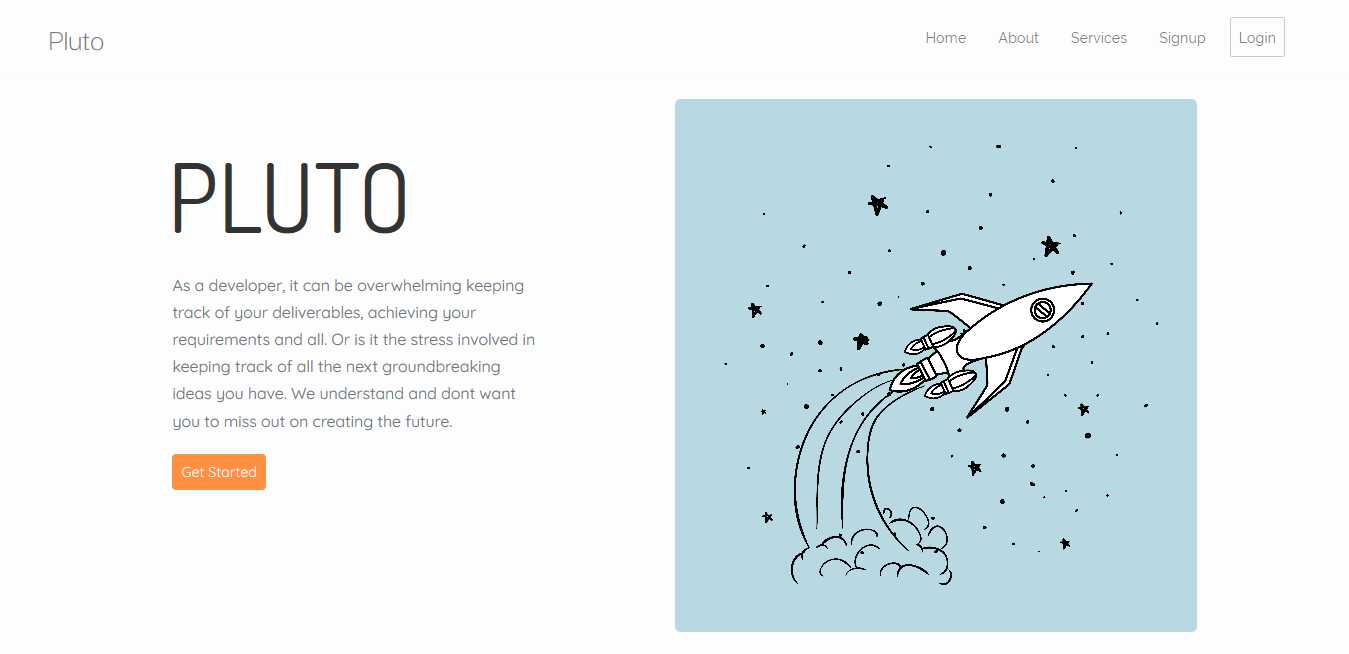 Pluto
Home About Services Signup Login
PLUTO
As a developer, it can be overwhelming keeping
track of your deliverables, achieving your
requirements and all. Or is it the stress involved in
keeping track of all the next groundbreaking
ideas you have. We understand and dont want
you to miss out on creating the future.
Get Started